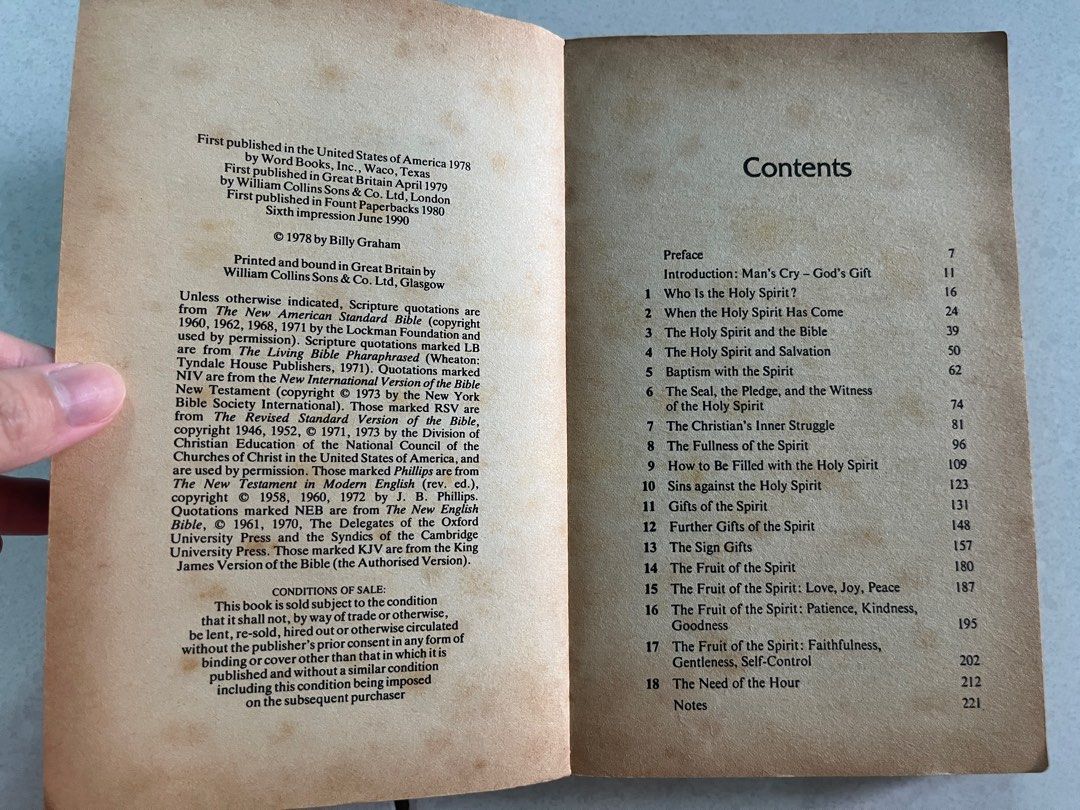 First published in the United States of America 1978
by Word Books, Inc., Waco, Texas
First published in Great Britain April 1979
by William Collins Sons & Co. Ltd, London
First published in Fount Paperbacks 1980
Sixth impression June 1990
© 1978 by Billy Graham
Printed and bound in Great Britain by
William Collins Sons & Co. Ltd, Glasgow
Unless otherwise indicated, Scripture quotations are
from The New American Standard Bible (copyright
1960, 1962, 1968, 1971 by the Lockman Foundation and
used by permission). Scripture quotations marked LB
are from The Living Bible Pharaphrased (Wheaton:
Tyndale House Publishers, 1971). Quotations marked
NIV are from the New International Version of the Bible
New Testament (copyright © 1973 by the New York
Bible Society International). Those marked RSV are
from The Revised Standard Version of the Bible,
copyright 1946, 1952, © 1971, 1973 by the Division of
Christian Education of the National Council of the
Churches of Christ in the United States of America, and
are used by permission. Those marked Phillips are from
The New Testament in Modern English (rev. ed.),
copyright © 1958, 1960, 1972 by J. B. Phillips.
Quotations marked NEB are from The New English
Bible, © 1961, 1970, The Delegates of the Oxford
University Press and the Syndics of the Cambridge
University Press. Those marked KJV are from the King
James Version of the Bible (the Authorised Version).
CONDITIONS OF SALE:
This book is sold subject to the condition
that it shall not, by way of trade or otherwise,
be lent, re-sold, hired out or otherwise circulated
without the publisher's prior consent in any form of
binding or cover other than that in which it is
published and without a similar condition
including this condition being imposed
on the subsequent purchaser
Contents
Preface 7
Introduction: Man's Cry – God's Gift 11
1 Who Is the Holy Spirit? 16
2 When the Holy Spirit Has Come 24
3 The Holy Spirit and the Bible 39
4 The Holy Spirit and Salvation 50
5 Baptism with the Spirit 62
6 The Seal, the Pledge, and the Witness
of the Holy Spirit 74
7 The Christian's Inner Struggle 81
8 The Fullness of the Spirit 96
9 How to Be Filled with the Holy Spirit 109
10 Sins against the Holy Spirit 123
11 Gifts of the Spirit 131
12 Further Gifts of the Spirit 148
13 The Sign Gifts 157
14 The Fruit of the Spirit 180
15 The Fruit of the Spirit: Love, Joy, Peace 187
16 The Fruit of the Spirit: Patience, Kindness,
Goodness 195
17 The Fruit of the Spirit: Faithfulness,
Gentleness, Self-Control 202
18 The Need of the Hour 212
Notes 221